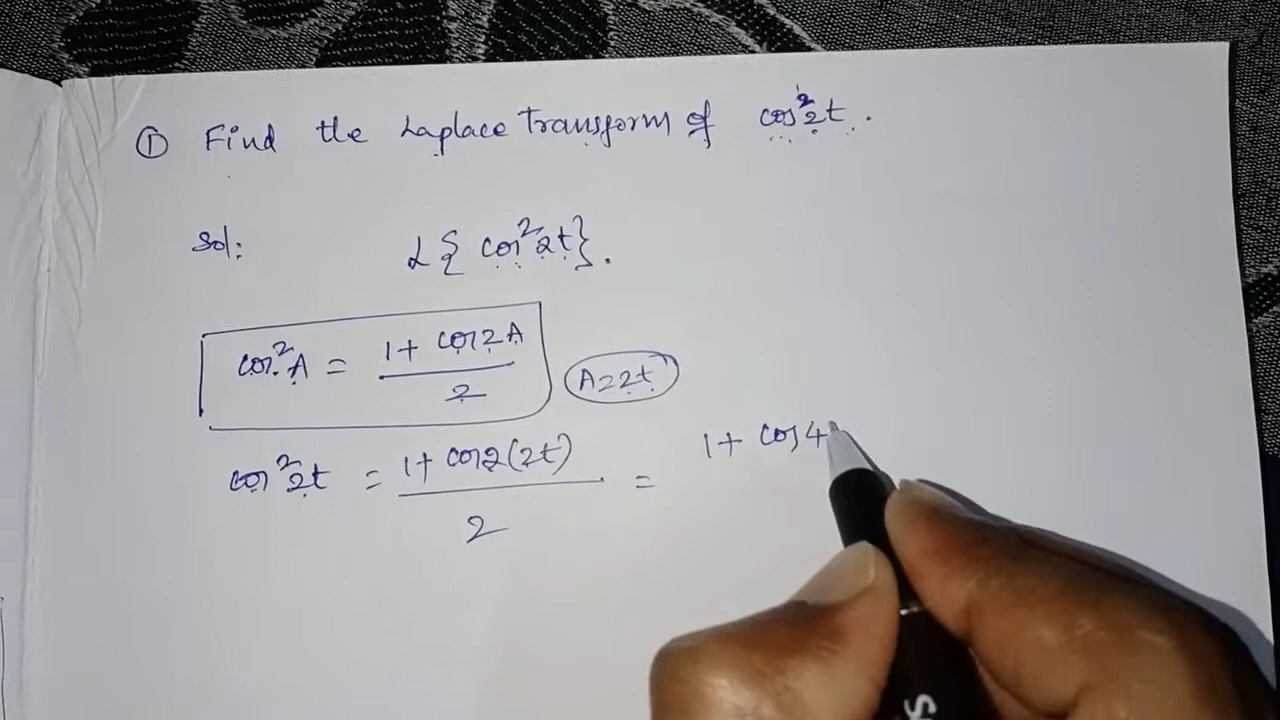 ① Find the Laplace Transform of cos²2t.
Sol: L{cos²2t}.
cos²A = (1 + cos2A)/2 A=2t
cos²2t = (1 + cos2(2t))/2 = 1 + cos4